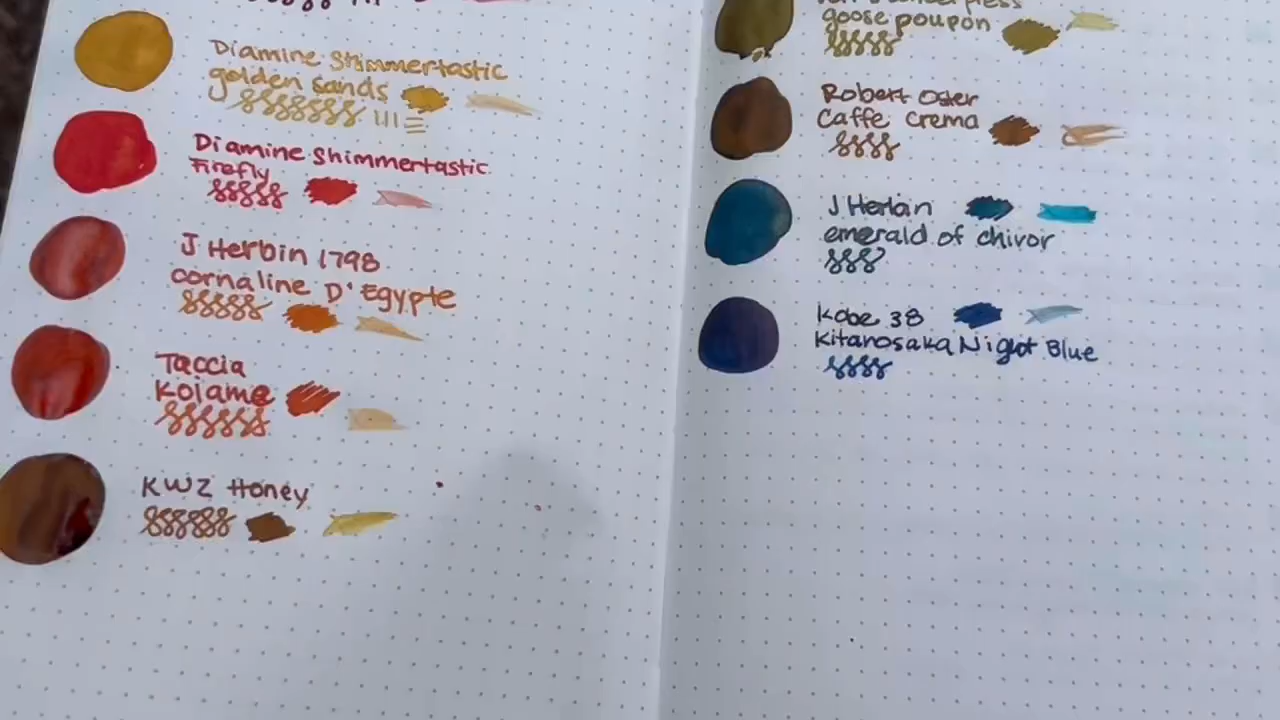 Diamine Shimmertastic
golden sands
Diamine Shimmertastic
Firefly
J Herbin 1798
cornaline D'Egypte
Taccia
Koiame
KWZ Honey
goose poupon
Robert Oster
Caffe Crema
J Herbin
emerald of chivor
Kobe 38
Kitanosaka Night Blue